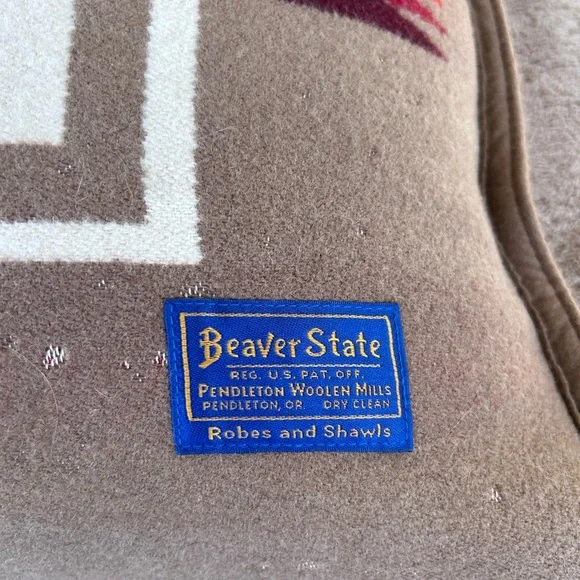 Beaver State
REG. U.S. PAT. OFF.
PENDLETON WOOLEN MILLS
PENDLETON, OR. DRY CLEAN
Robes and Shawls